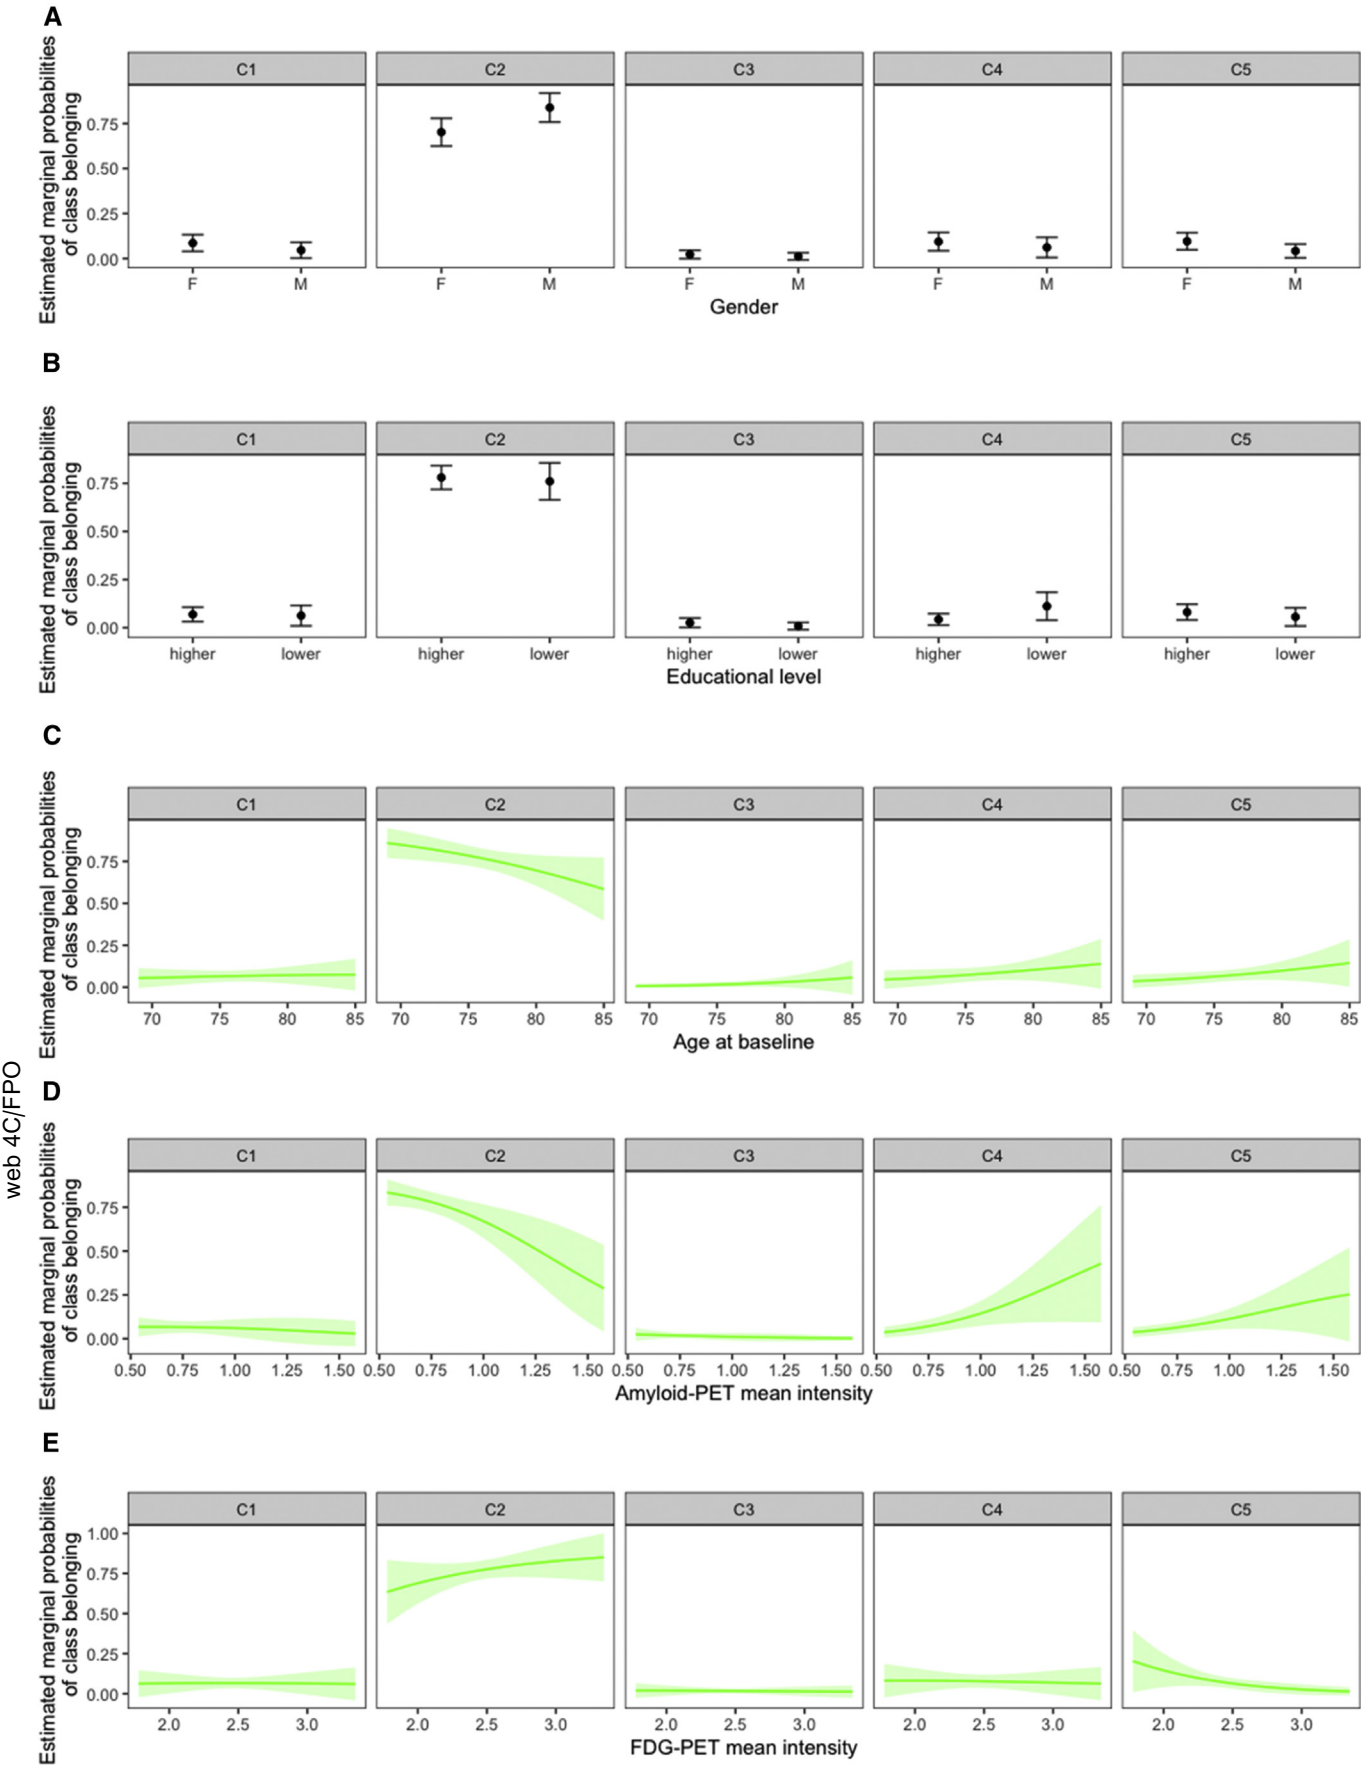 A
Estimated marginal probabilities
of class belonging
C1 C2 C3 C4 C5
0.75
0.50
0.25
0.00
F M F M F M F M F M
Gender
B
Estimated marginal probabilities
of class belonging
C1 C2 C3 C4 C5
0.75
0.50
0.25
0.00
higher lower higher lower higher lower higher lower higher lower
Educational level
C
Estimated marginal probabilities
of class belonging
C1 C2 C3 C4 C5
0.75
0.50
0.25
0.00
70 75 80 85 70 75 80 85 70 75 80 85 70 75 80 85 70 75 80 85
Age at baseline
web 4C/FPO
D
Estimated marginal probabilities
of class belonging
C1 C2 C3 C4 C5
0.75
0.50
0.25
0.00
0.50 0.75 1.00 1.25 1.50 0.50 0.75 1.00 1.25 1.50 0.50 0.75 1.00 1.25 1.50 0.50 0.75 1.00 1.25 1.50 0.50 0.75 1.00 1.25 1.50
Amyloid-PET mean intensity
E
Estimated marginal probabilities
of class belonging
C1 C2 C3 C4 C5
1.00
0.75
0.50
0.25
0.00
2.0 2.5 3.0 2.0 2.5 3.0 2.0 2.5 3.0 2.0 2.5 3.0 2.0 2.5 3.0
FDG-PET mean intensity